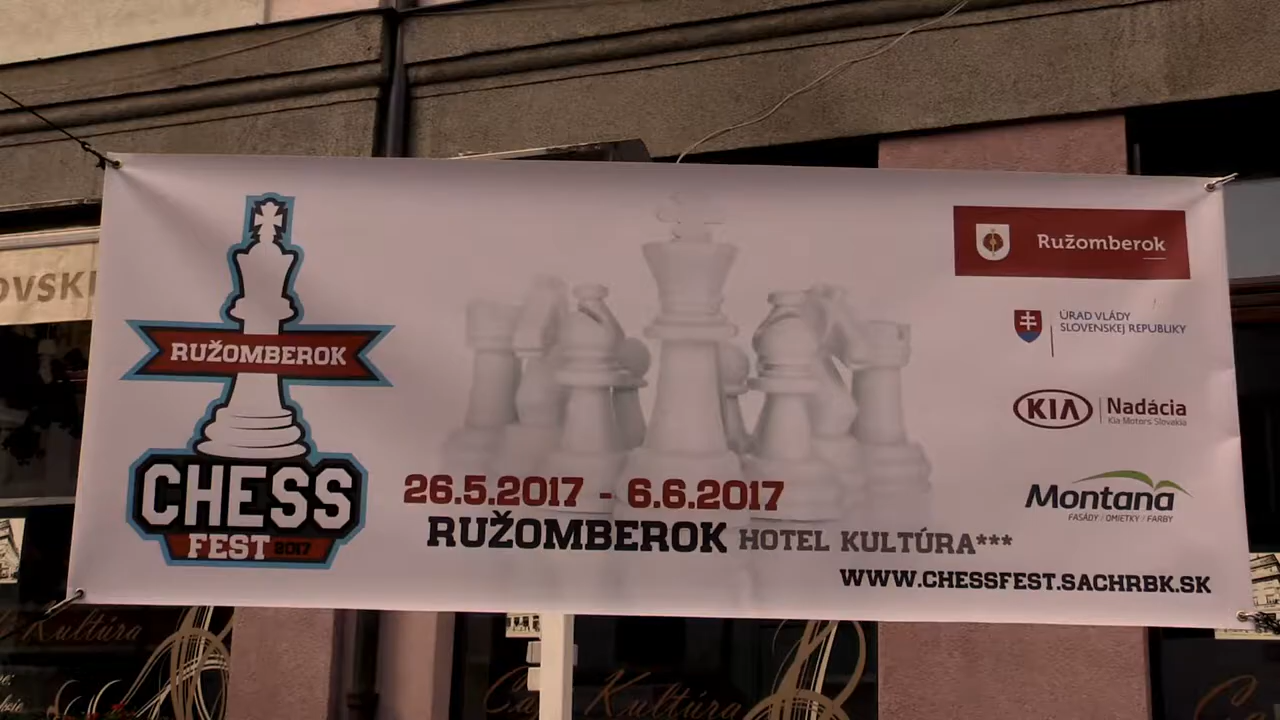 OVSKI
RUŽOMBEROK
CHESS
FEST 2017
26.5.2017 - 6.6.2017
RUŽOMBEROK HOTEL KULTÚRA***
WWW.CHESSFEST.SACHRBK.SK
Ružomberok
ÚRAD VLÁDY
SLOVENSKEJ REPUBLIKY
KIA Nadácia
Kia Motors Slovakia
Montana
FASÁDY / OMIETKY / FARBY
Kultúra
Kultúra